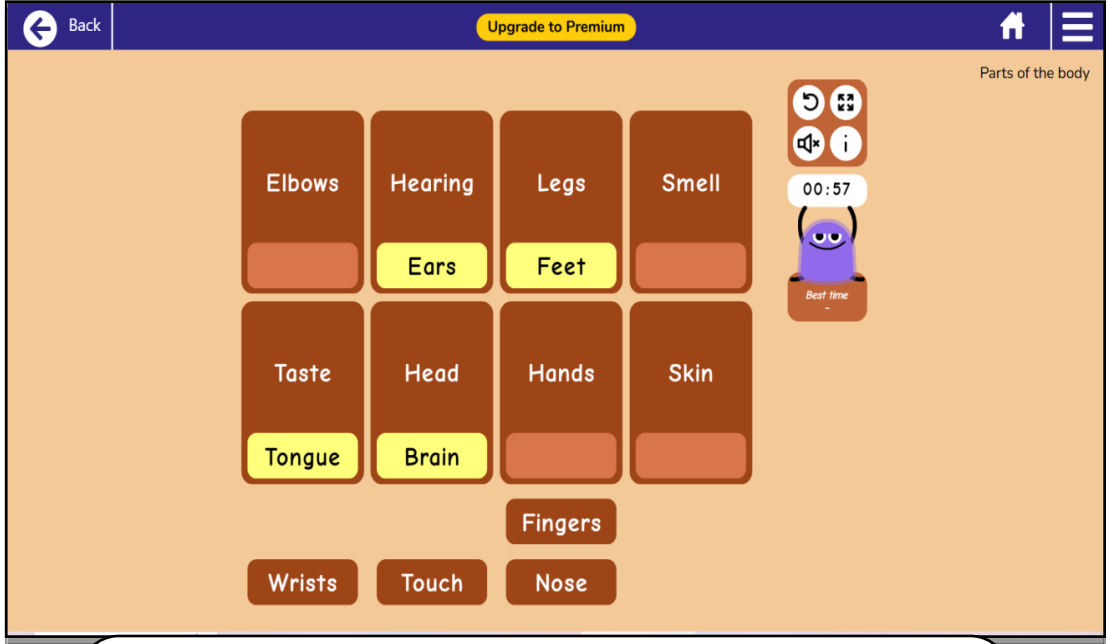 Back
Upgrade to Premium
Parts of the body
Elbows Hearing Legs Smell
00:57
Ears Feet
Best time
-
Taste Head Hands Skin
Tongue Brain
Fingers
Wrists Touch Nose